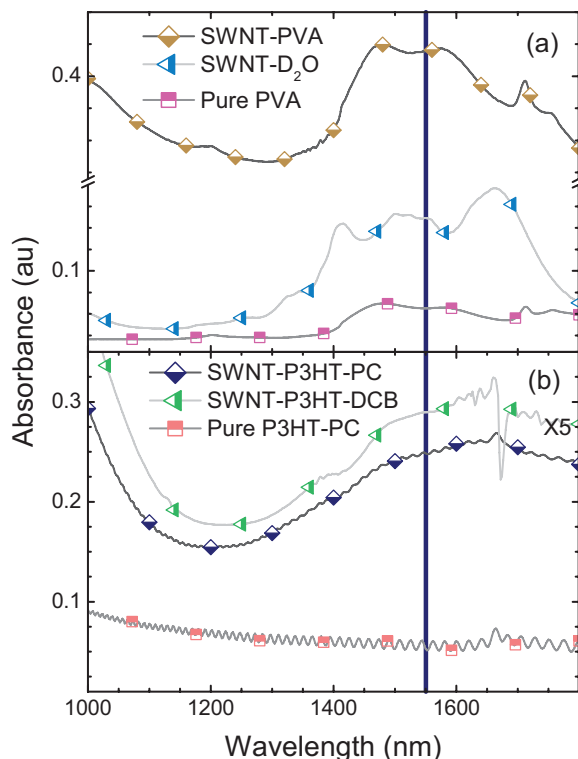 SWNT-PVA
(a)
SWNT-D₂O
Pure PVA
0.4
0.1
Absorbance (au)
SWNT-P3HT-PC
(b)
SWNT-P3HT-DCB
Pure P3HT-PC
0.3
X5
0.2
0.1
1000 1200 1400 1600
Wavelength (nm)